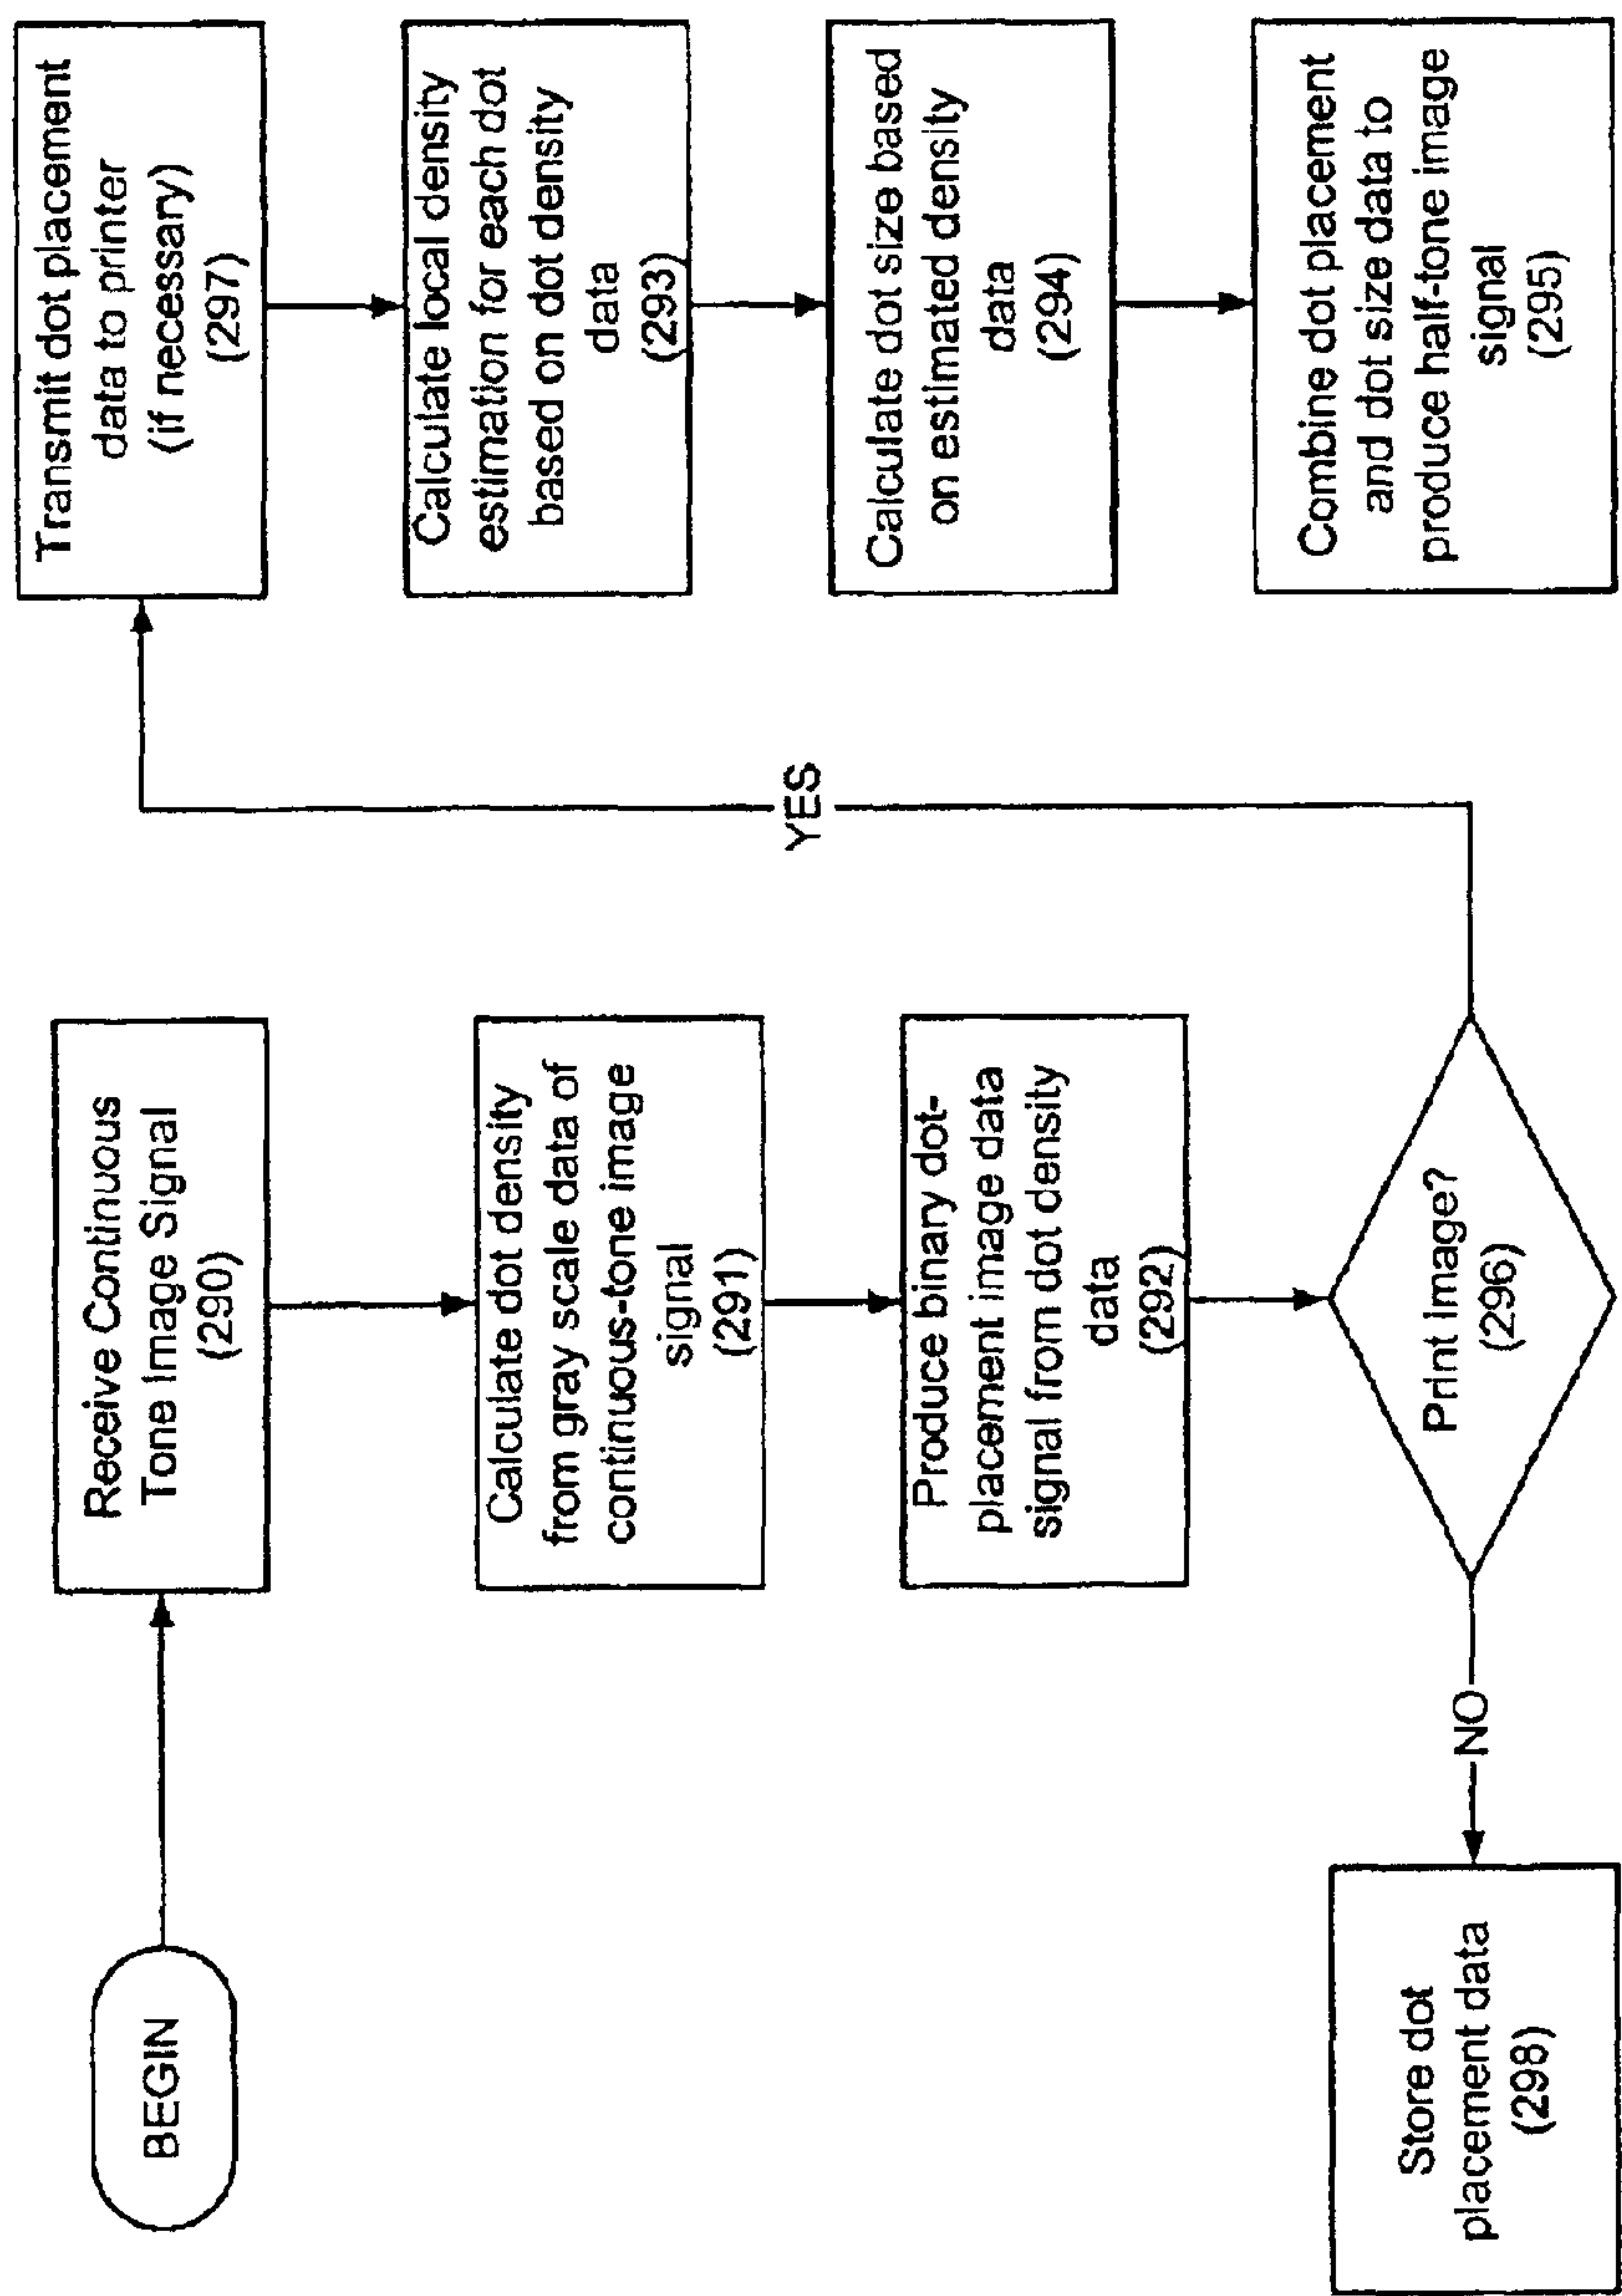 BEGIN
Receive Continuous
Tone Image Signal
(290)
Calculate dot density
from gray scale data of
continuous-tone image
signal
(291)
Produce binary dot-
placement image data
signal from dot density
data
(292)
Print Image?
(296)
NO
Store dot
placement data
(298)
YES
Transmit dot placement
data to printer
(if necessary)
(297)
Calculate local density
estimation for each dot
based on dot density
data
(293)
Calculate dot size based
on estimated density
data
(294)
Combine dot placement
and dot size data to
produce half-tone image
signal
(295)